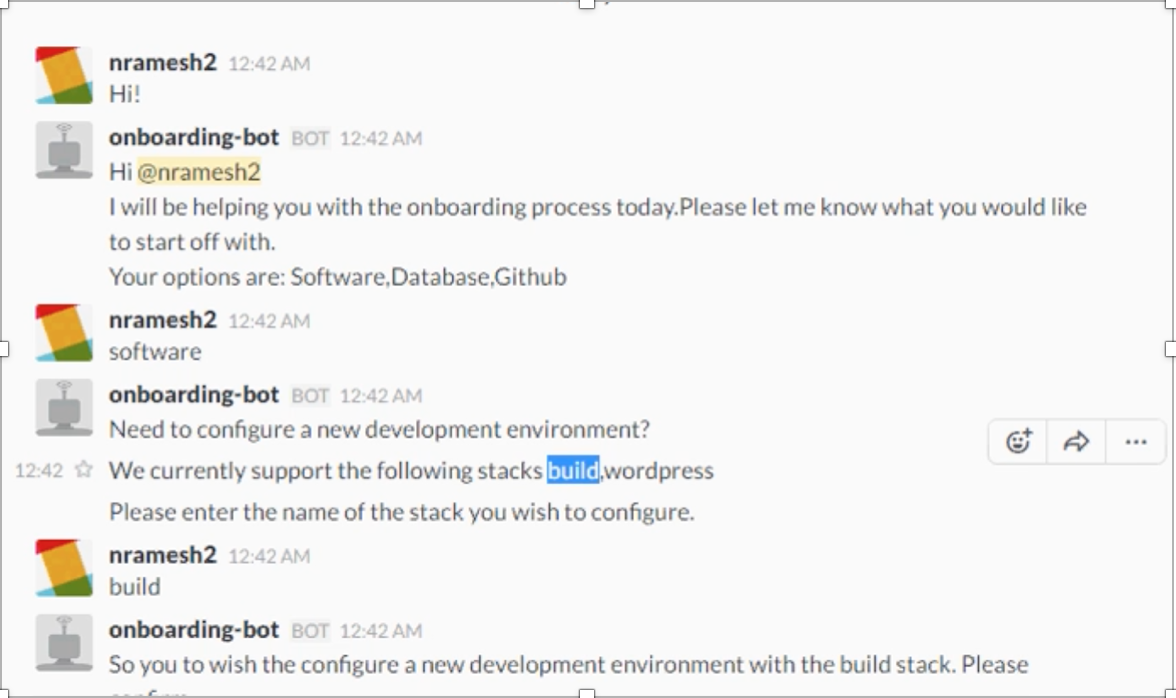 nramesh2 12:42 AM
Hi!
onboarding-bot BOT 12:42 AM
Hi @nramesh2
I will be helping you with the onboarding process today.Please let me know what you would like
to start off with.
Your options are: Software,Database,Github
nramesh2 12:42 AM
software
onboarding-bot BOT 12:42 AM
Need to configure a new development environment?
12:42 We currently support the following stacks build,wordpress
Please enter the name of the stack you wish to configure.
nramesh2 12:42 AM
build
onboarding-bot BOT 12:42 AM
So you to wish the configure a new development environment with the build stack. Please